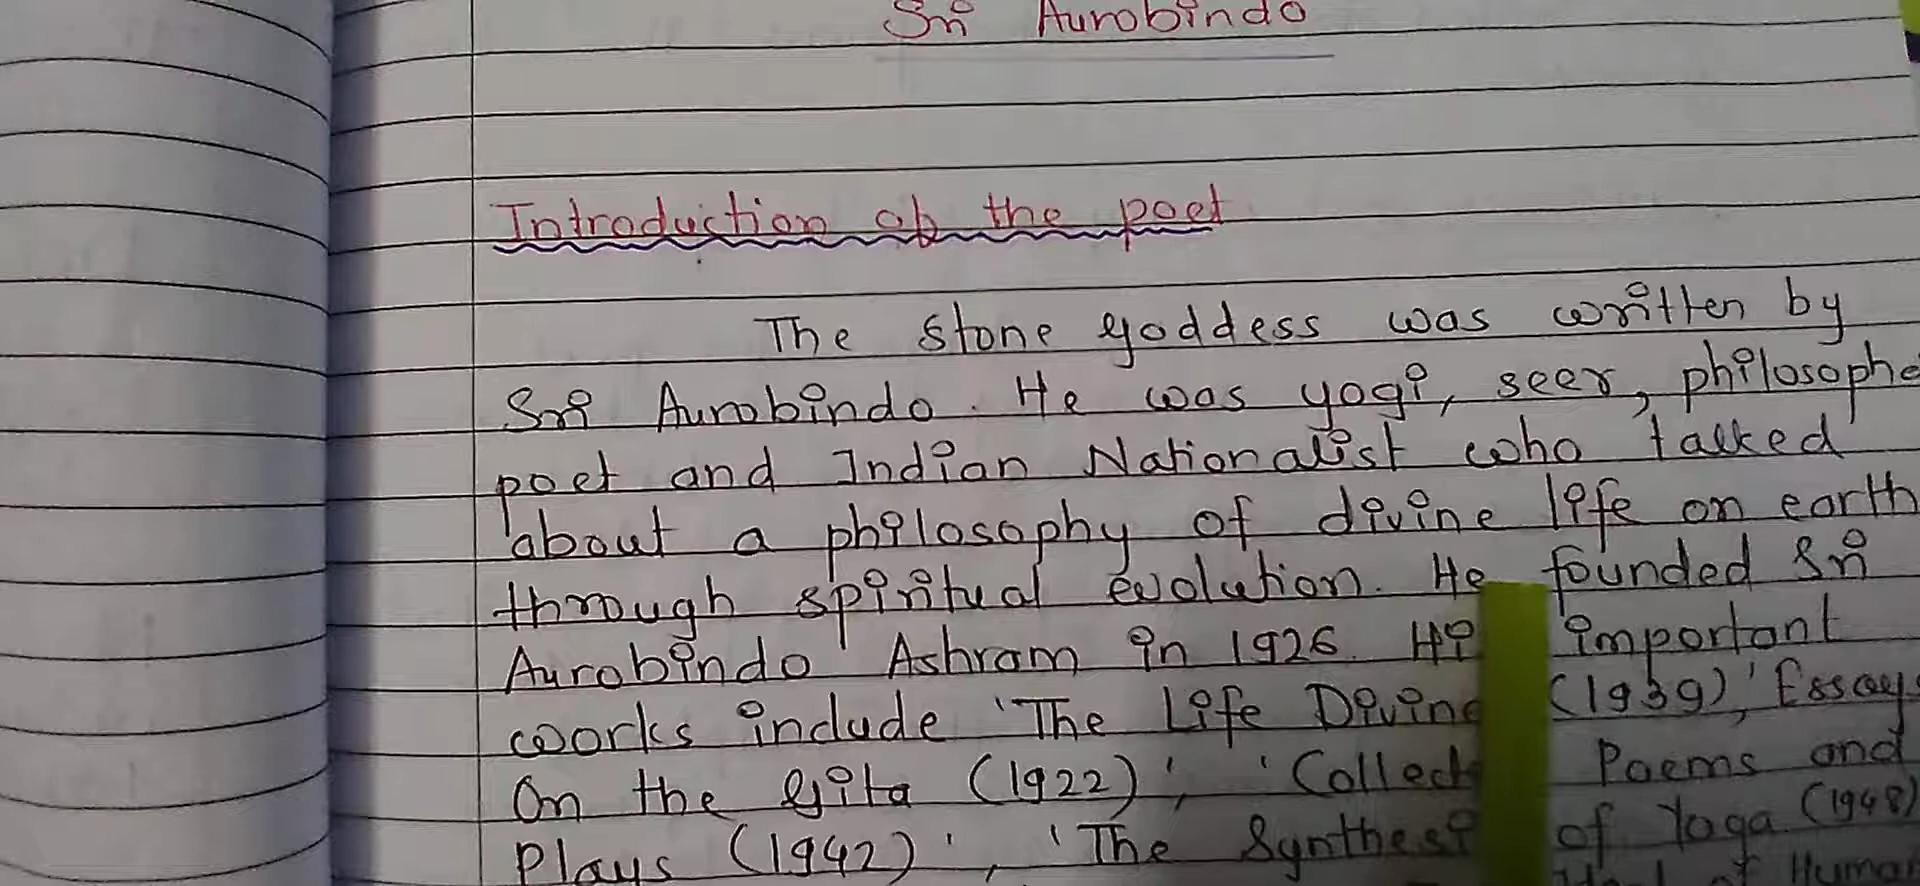 Sri Aurobindo
Introduction of the poet
The Stone Goddess was written by
Sri Aurobindo. He was yogi, seer, philosophe
poet and Indian Nationalist who talked
about a philosophy of divine life on earth
through spiritual evolution. He founded Sri
Aurobindo Ashram in 1926. Hi important
works include 'The Life Divine (1939), 'Essays
On the Gita (1922)', 'Collect Poems and
Plays (1942)', 'The Synthesi of Yoga (1948)
of Human